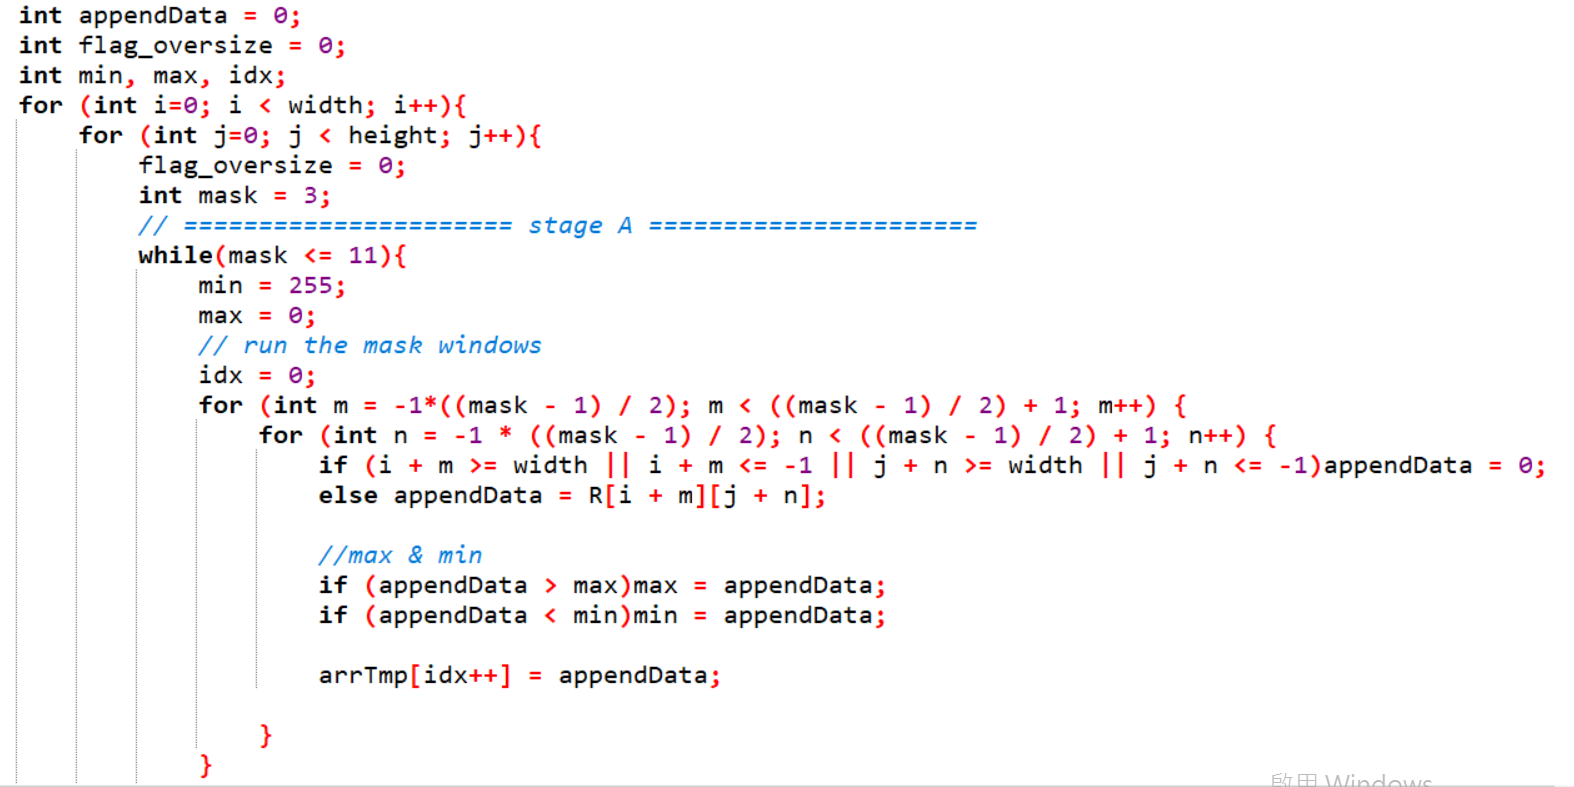 int appendData = 0;
int flag_oversize = 0;
int min, max, idx;
for (int i=0; i < width; i++){
for (int j=0; j < height; j++){
flag_oversize = 0;
int mask = 3;
// ====================== stage A ======================
while(mask <= 11){
min = 255;
max = 0;
// run the mask windows
idx = 0;
for (int m = -1*((mask - 1) / 2); m < ((mask - 1) / 2) + 1; m++) {
for (int n = -1 * ((mask - 1) / 2); n < ((mask - 1) / 2) + 1; n++) {
if (i + m >= width || i + m <= -1 || j + n >= width || j + n <= -1)appendData = 0;
else appendData = R[i + m][j + n];
//max & min
if (appendData > max)max = appendData;
if (appendData < min)min = appendData;
arrTmp[idx++] = appendData;
}
}
啟用 Windows